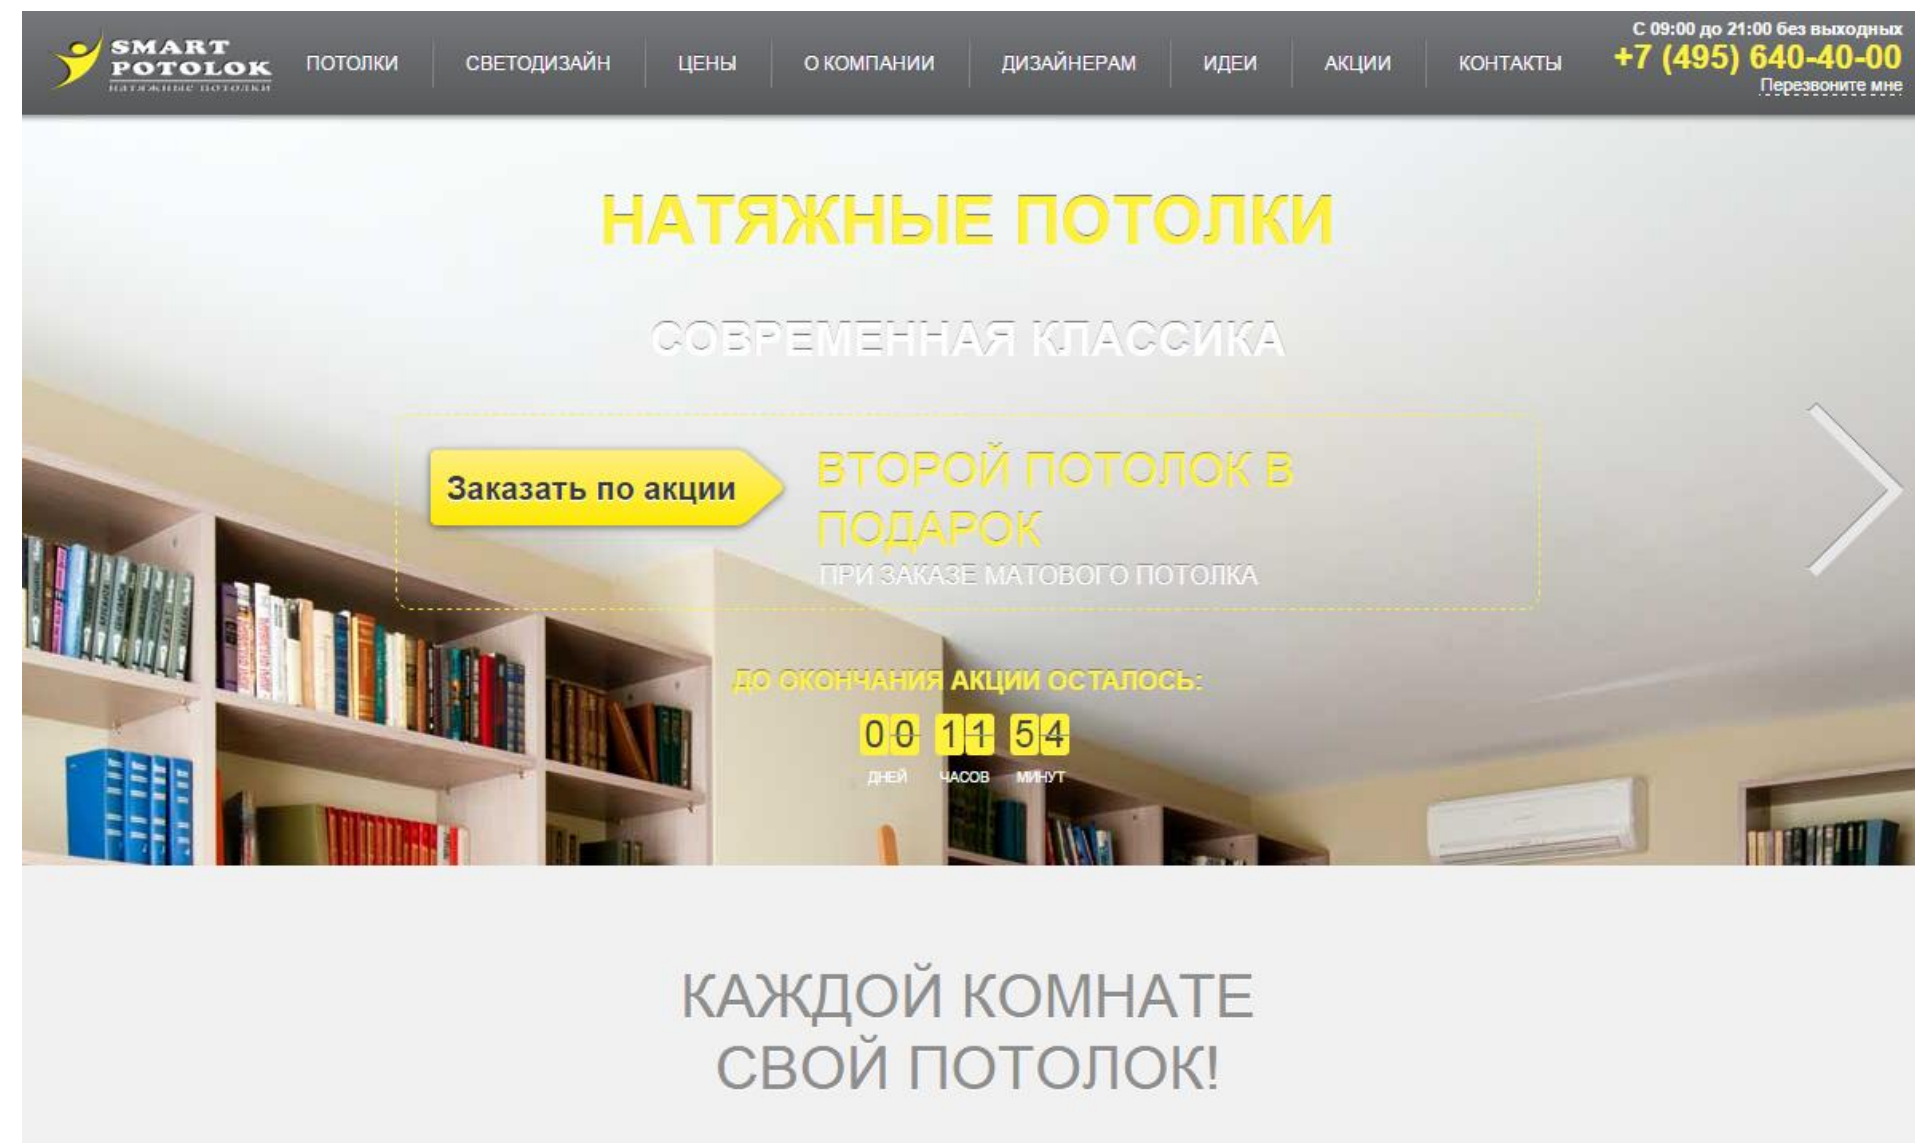 SMART
POTOLOK
НАТЯЖНЫЕ ПОТОЛКИ
ПОТОЛКИ
СВЕТОДИЗАЙН
ЦЕНЫ
О КОМПАНИИ
ДИЗАЙНЕРАМ
ИДЕИ
АКЦИИ
КОНТАКТЫ
С 09:00 до 21:00 без выходных
+7 (495) 640-40-00
Перезвоните мне
НАТЯЖНЫЕ ПОТОЛКИ
СОВРЕМЕННАЯ КЛАССИКА
Заказать по акции
ВТОРОЙ ПОТОЛОК В
ПОДАРОК
ПРИ ЗАКАЗЕ МАТОВОГО ПОТОЛКА
ДО ОКОНЧАНИЯ АКЦИИ ОСТАЛОСЬ:
00 11 54
ДНЕЙ ЧАСОВ МИНУТ
КАЖДОЙ КОМНАТЕ
СВОЙ ПОТОЛОК!